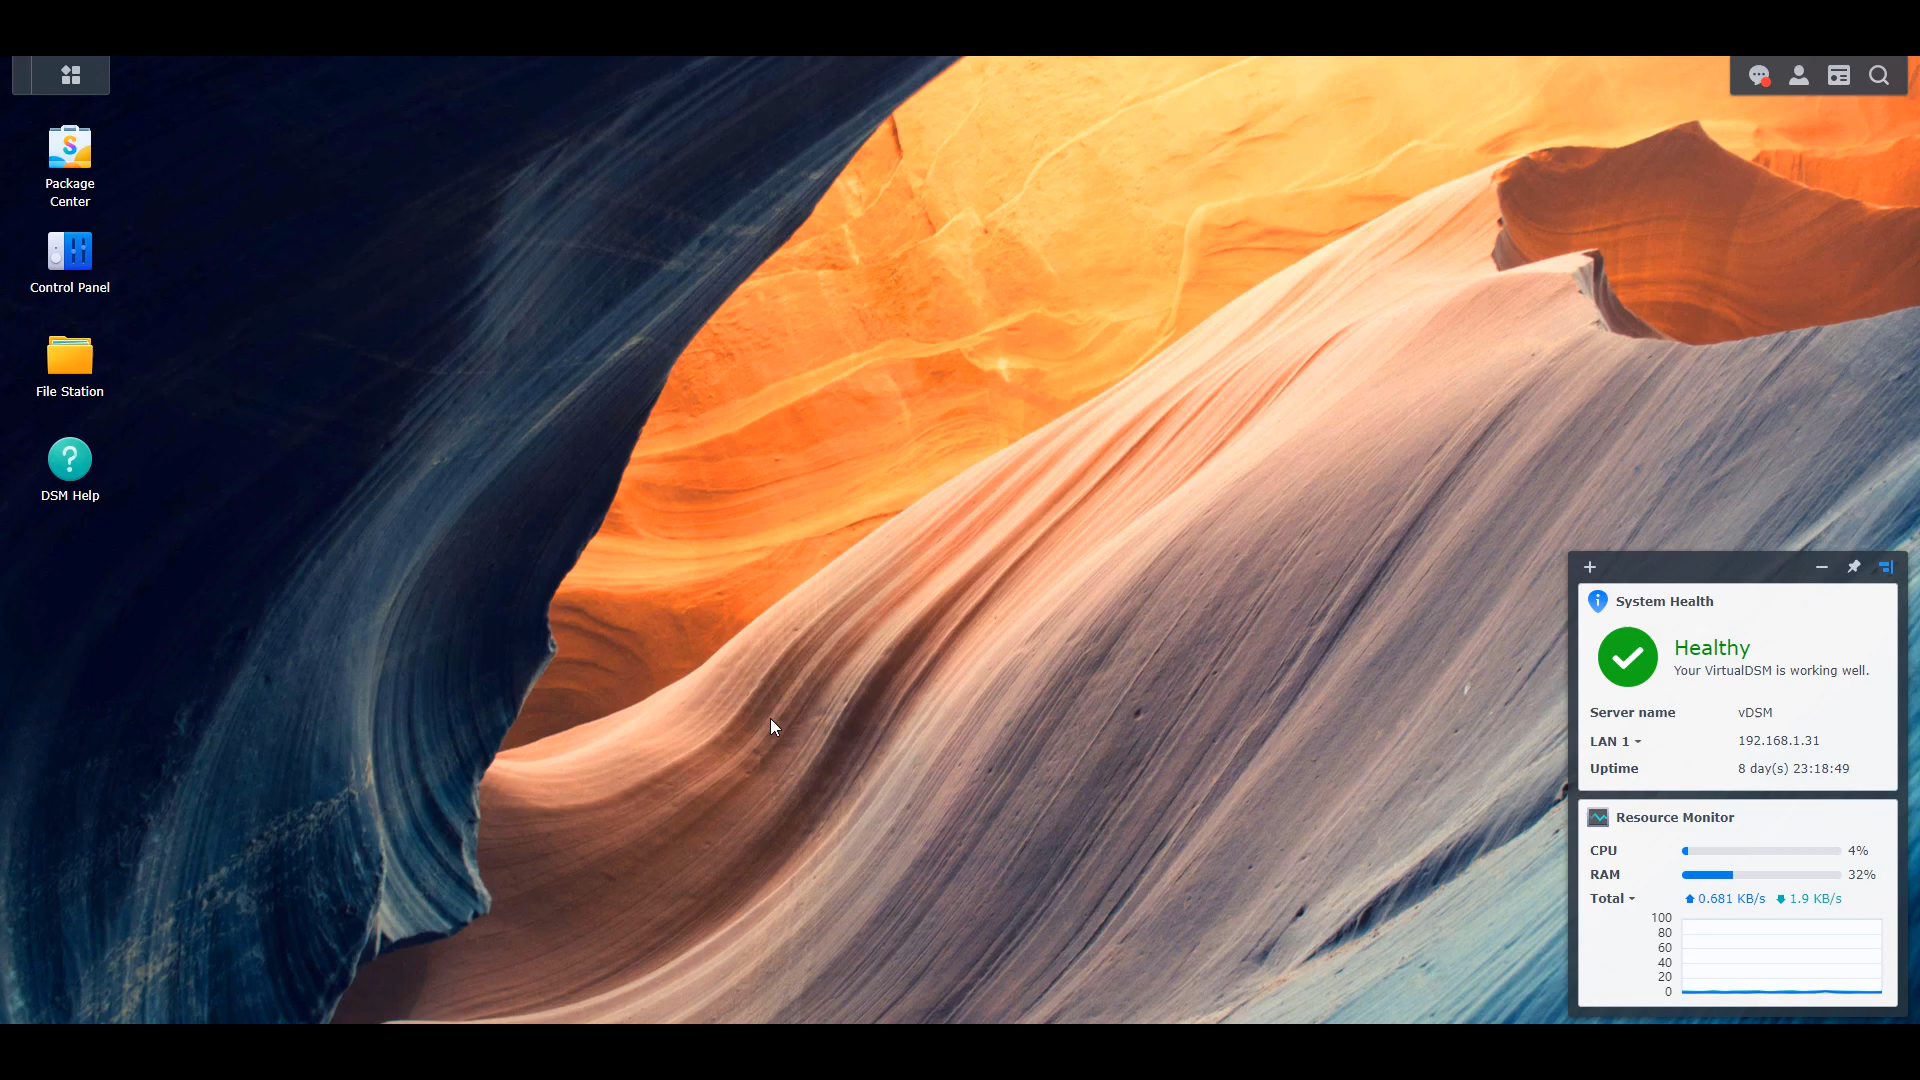 Package
Center
Control Panel
File Station
DSM Help
System Health
Healthy
Your VirtualDSM is working well.
Server name vDSM
LAN 1 192.168.1.31
Uptime 8 day(s) 23:18:49
Resource Monitor
CPU 4%
RAM 32%
Total 0.681 KB/s 1.9 KB/s
100
80
60
40
20
0